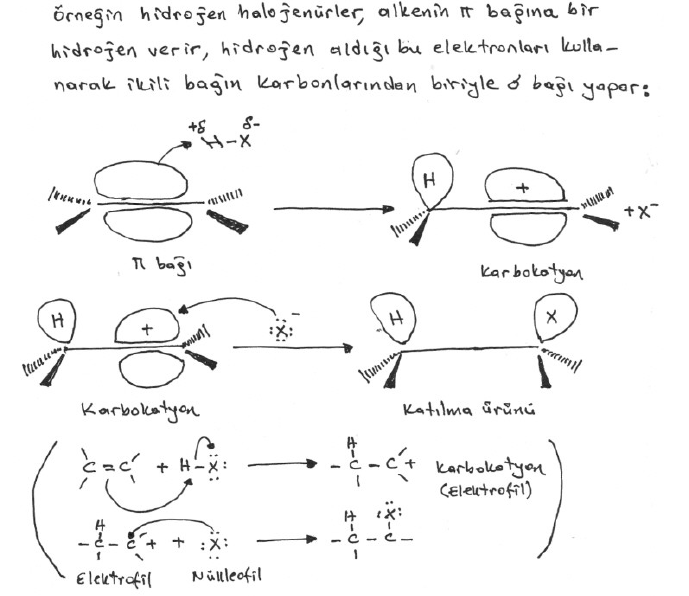 örneğin hidrojen halojenürler, alkenin π bağına bir
hidrojen verir, hidrojen aldığı bu elektronları kulla-
narak ikili bağın karbonlarından biriyle σ bağı yapar:
+δ δ-
H-X
H + +X⁻
π bağı
Karbokatyon
H + :Ẍ:⁻ H X
Karbokatyon
Katılma ürünü
C=C + H-Ẍ: -C-C+ Karbokatyon
H
(Elektrofil)
H H :Ẍ:
-C-C+ + :Ẍ: -C-C-
Elektrofil Nükleofil